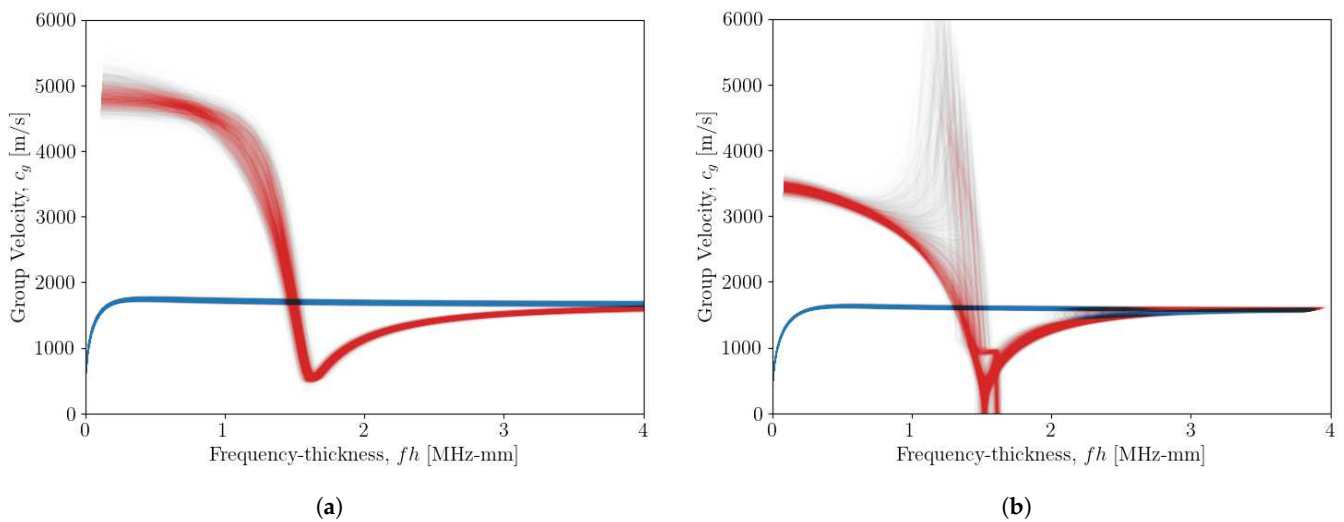 6000
5000
4000
3000
2000
1000
0
Group Velocity, c_g [m/s]
0 1 2 3 4
Frequency-thickness, fh [MHz-mm]
(a)
6000
5000
4000
3000
2000
1000
0
Group Velocity, c_g [m/s]
0 1 2 3 4
Frequency-thickness, fh [MHz-mm]
(b)